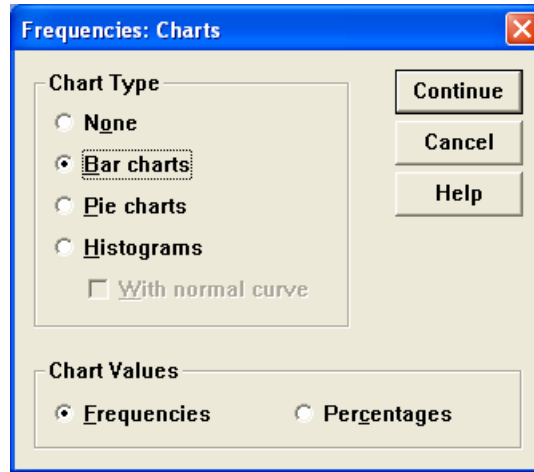 Frequencies: Charts
Chart Type
None
Bar charts
Pie charts
Histograms
With normal curve
Continue
Cancel
Help
Chart Values
Frequencies
Percentages